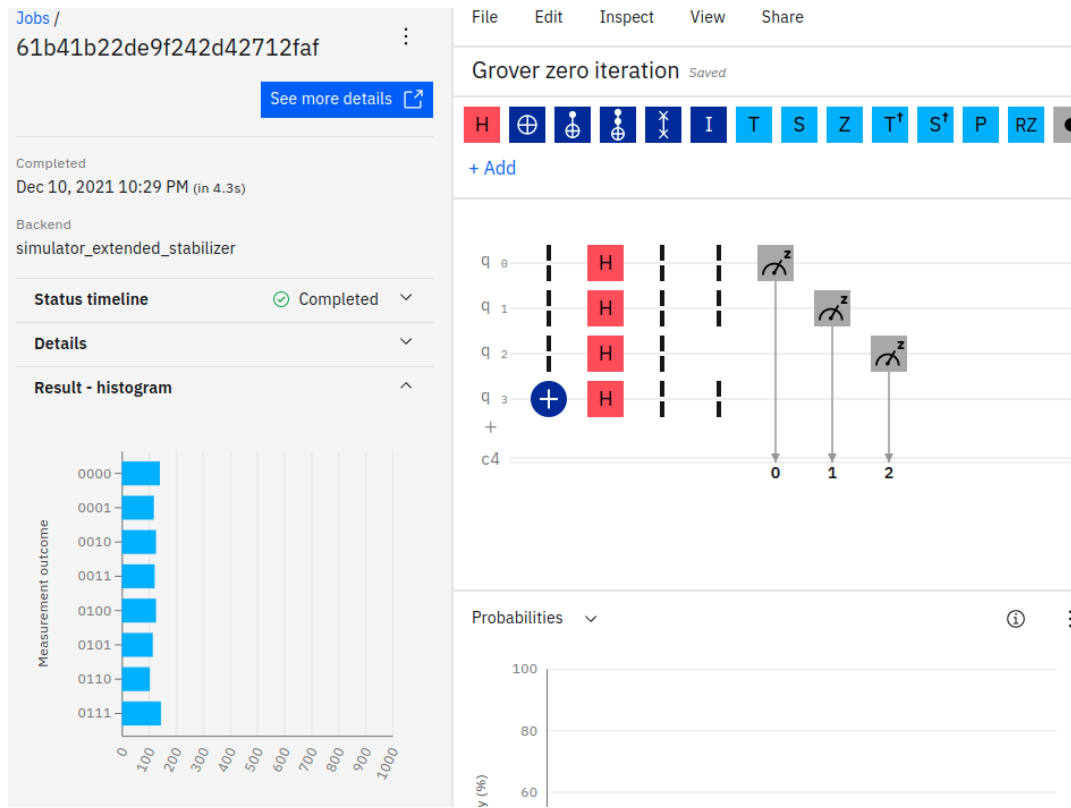 Jobs /
61b41b22de9f242d42712faf
See more details
Completed
Dec 10, 2021 10:29 PM (in 4.3s)
Backend
simulator_extended_stabilizer
Status timeline Completed
Details
Result - histogram
Measurement outcome
0000
0001
0010
0011
0100
0101
0110
0111
0 100 200 300 400 500 600 700 800 900 1000
File Edit Inspect View Share
Grover zero iteration Saved
H I T S Z T† S† P RZ
+ Add
q 0 H z
q 1 H z
q 2 H z
q 3 + H
+
c4
0 1 2
Probabilities
100
80
60
y (%)